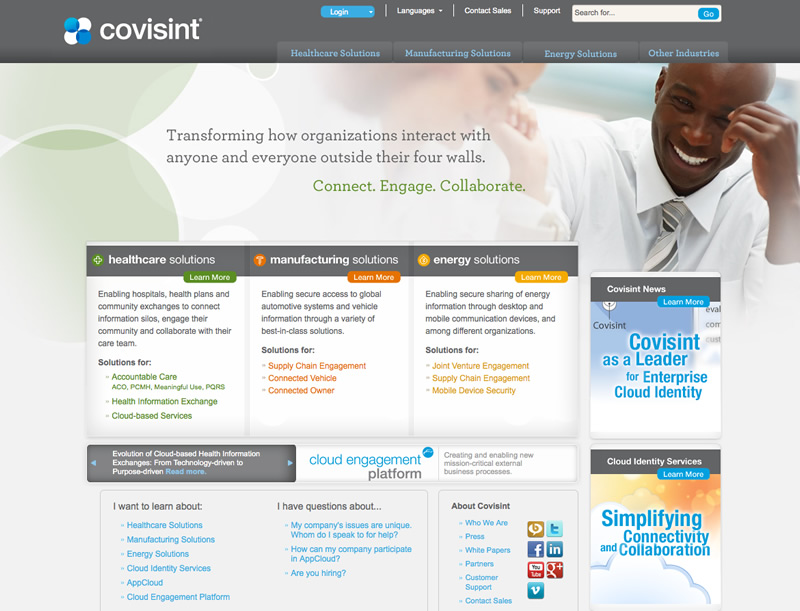 Login
Languages
Contact Sales
Support
Search for...
Go
covisint
Healthcare Solutions
Manufacturing Solutions
Energy Solutions
Other Industries
Transforming how organizations interact with
anyone and everyone outside their four walls.
Connect. Engage. Collaborate.
healthcare solutions
Learn More
Enabling hospitals, health plans and
community exchanges to connect
information silos, engage their
community and collaborate with their
care team.
Solutions for:
Accountable Care
ACO, PCMH, Meaningful Use, PQRS
Health Information Exchange
Cloud-based Services
manufacturing solutions
Learn More
Enabling secure access to global
automotive systems and vehicle
information through a variety of
best-in-class solutions.
Solutions for:
Supply Chain Engagement
Connected Vehicle
Connected Owner
energy solutions
Learn More
Enabling secure sharing of energy
information through desktop and
mobile communication devices, and
among different organizations.
Solutions for:
Joint Venture Engagement
Supply Chain Engagement
Mobile Device Security
Covisint News
Learn More
Covisint
Covisint
as a Leader
for Enterprise
Cloud Identity
Evolution of Cloud-based Health Information
Exchanges: From Technology-driven to
Purpose-driven Read more.
cloud engagement
platform
Creating and enabling new
mission-critical external
business processes.
Cloud Identity Services
Learn More
Simplifying
Connectivity
and Collaboration
I want to learn about:
Healthcare Solutions
Manufacturing Solutions
Energy Solutions
Cloud Identity Services
AppCloud
Cloud Engagement Platform
I have questions about...
My company's issues are unique.
Whom do I speak to for help?
How can my company participate
in AppCloud?
Are you hiring?
About Covisint
Who We Are
Press
White Papers
Partners
Customer
Support
Contact Sales
You
Tube